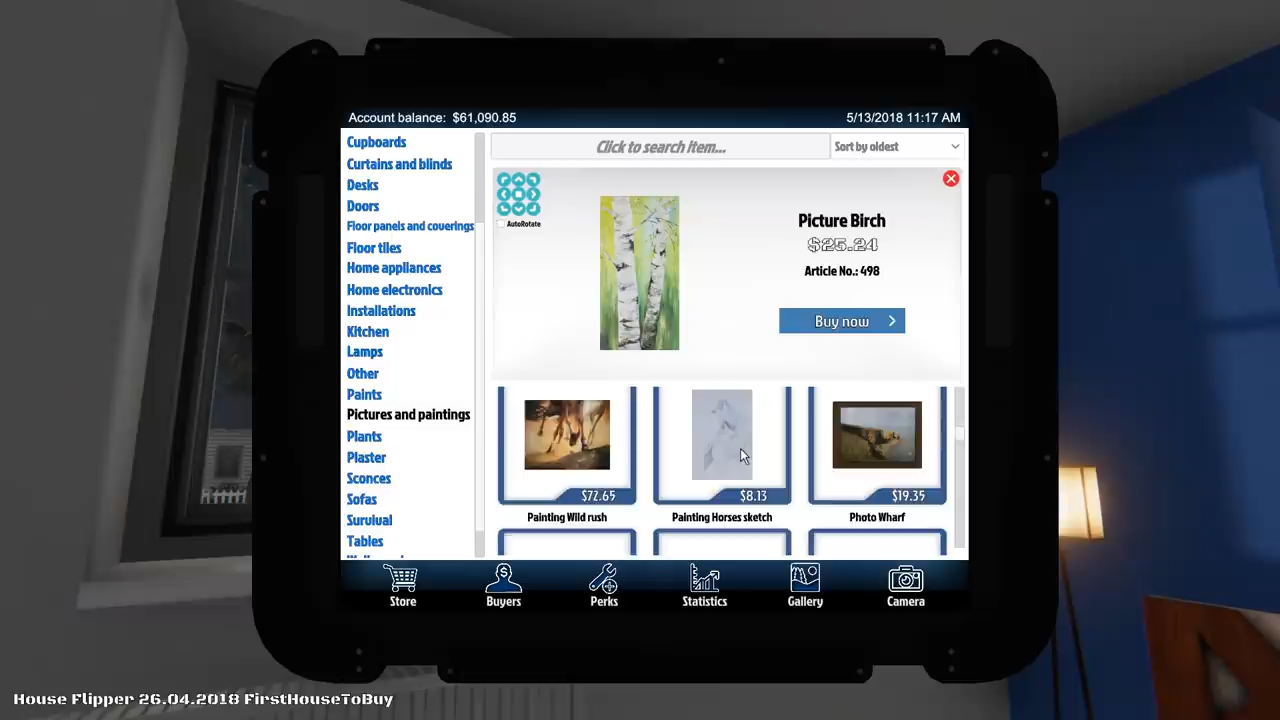 Account balance: $61,090.85
5/13/2018 11:17 AM
Cupboards
Curtains and blinds
Desks
Doors
Floor panels and coverings
Floor tiles
Home appliances
Home electronics
Installations
Kitchen
Lamps
Other
Paints
Pictures and paintings
Plants
Plaster
Sconces
Sofas
Survival
Tables
Click to search item...
Sort by oldest
AutoRotate
Picture Birch
$25.24
Article No.: 498
Buy now
$72.65
$8.13
$19.35
Painting Wild rush
Painting Horses sketch
Photo Wharf
Store
Buyers
Perks
Statistics
Gallery
Camera
House Flipper 26.04.2018 FirstHouseToBuy